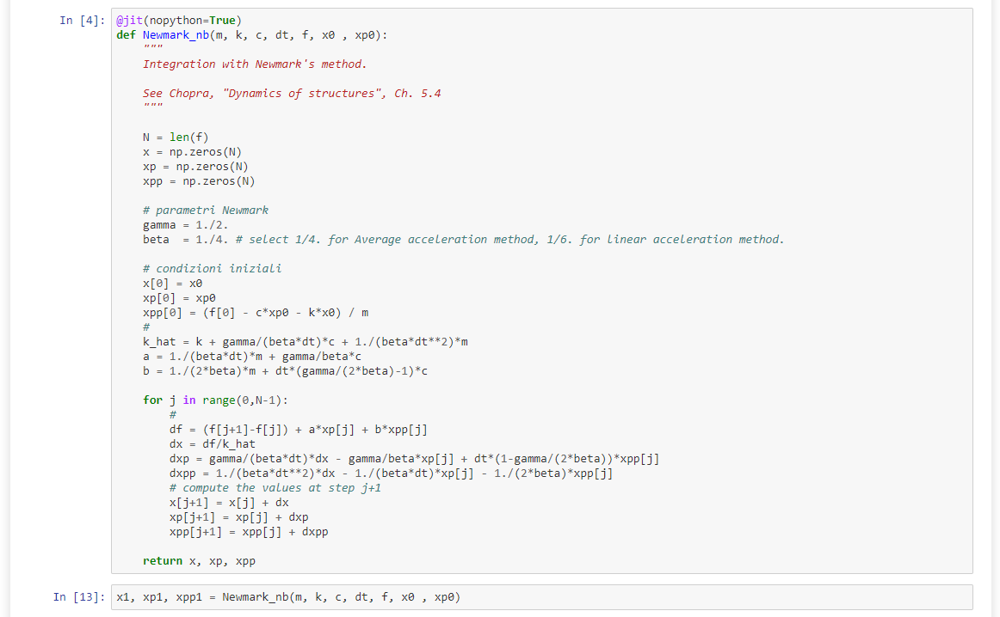 In [4]: @jit(nopython=True)
def Newmark_nb(m, k, c, dt, f, x0 , xp0):
    """
    Integration with Newmark's method.

    See Chopra, "Dynamics of structures", Ch. 5.4
    """

    N = len(f)
    x = np.zeros(N)
    xp = np.zeros(N)
    xpp = np.zeros(N)

    # parametri Newmark
    gamma = 1./2.
    beta  = 1./4. # select 1/4. for Average acceleration method, 1/6. for linear acceleration method.

    # condizioni iniziali
    x[0] = x0
    xp[0] = xp0
    xpp[0] = (f[0] - c*xp0 - k*x0) / m
    #
    k_hat = k + gamma/(beta*dt)*c + 1./(beta*dt**2)*m
    a = 1./(beta*dt)*m + gamma/beta*c
    b = 1./(2*beta)*m + dt*(gamma/(2*beta)-1)*c

    for j in range(0,N-1):
        #
        df = (f[j+1]-f[j]) + a*xp[j] + b*xpp[j]
        dx = df/k_hat
        dxp = gamma/(beta*dt)*dx - gamma/beta*xp[j] + dt*(1-gamma/(2*beta))*xpp[j]
        dxpp = 1./(beta*dt**2)*dx - 1./(beta*dt)*xp[j] - 1./(2*beta)*xpp[j]
        # compute the values at step j+1
        x[j+1] = x[j] + dx
        xp[j+1] = xp[j] + dxp
        xpp[j+1] = xpp[j] + dxpp

    return x, xp, xpp
In [13]: x1, xp1, xpp1 = Newmark_nb(m, k, c, dt, f, x0 , xp0)